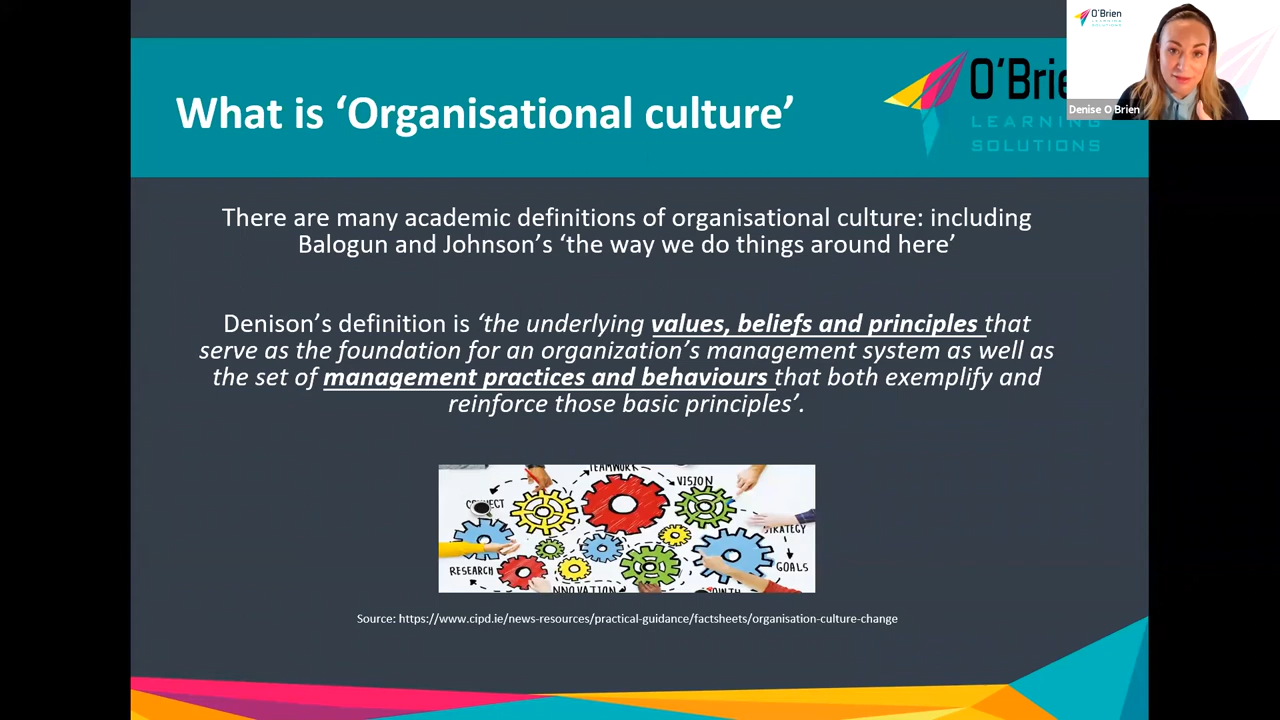 What is ‘Organisational culture’
O’Brie
LEARNING
SOLUTIONS
O’Brien
LEARNING
SOLUTIONS
Denise O Brien
There are many academic definitions of organisational culture: including
Balogun and Johnson’s ‘the way we do things around here’
Denison’s definition is ‘the underlying values, beliefs and principles that
serve as the foundation for an organization’s management system as well as
the set of management practices and behaviours that both exemplify and
reinforce those basic principles’.
TEAMWORK
VISION
STRATEGY
RESEARCH
GOALS
Source: https://www.cipd.ie/news-resources/practical-guidance/factsheets/organisation-culture-change